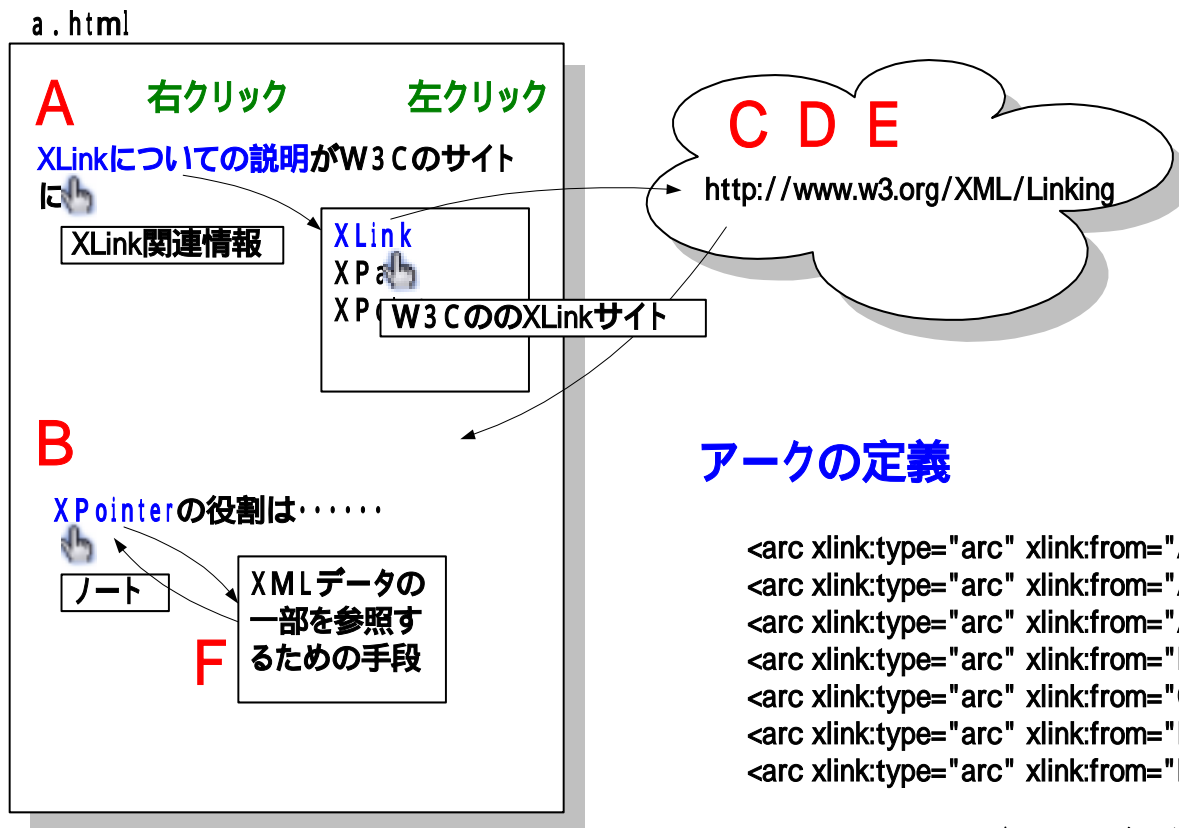 a.html
A 右クリック 左クリック
XLinkについての説明がW3Cのサイト
に
XLink関連情報
XLink
XPa
XPo
W3CののXLinkサイト
C D E
http://www.w3.org/XML/Linking
B
XPointerの役割は‥‥‥
ノート
XMLデータの
一部を参照す
るための手段
F
アークの定義
<arc xlink:type="arc" xlink:from="
<arc xlink:type="arc" xlink:from="
<arc xlink:type="arc" xlink:from="
<arc xlink:type="arc" xlink:from="
<arc xlink:type="arc" xlink:from="
<arc xlink:type="arc" xlink:from="
<arc xlink:type="arc" xlink:from="